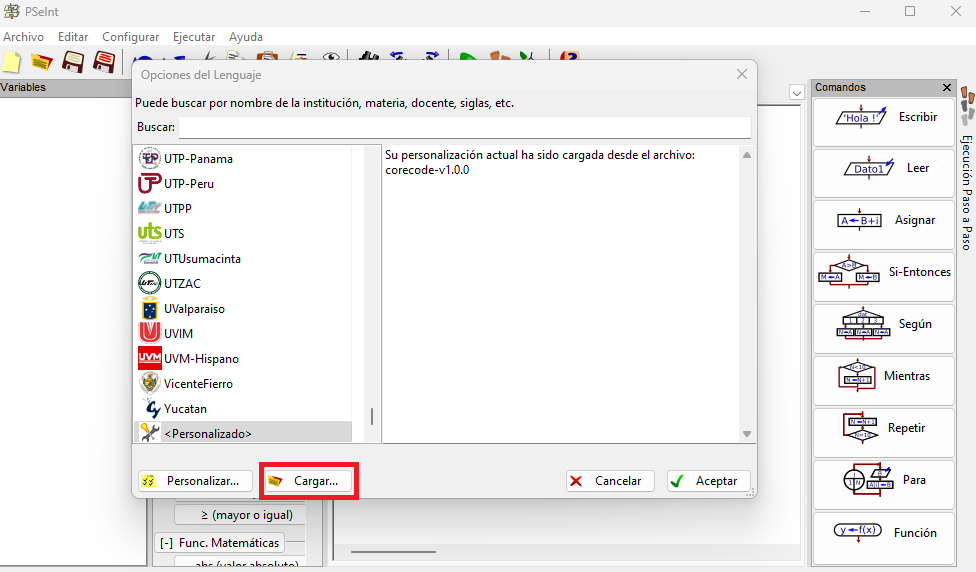 PSeInt
Archivo Editar Configurar Ejecutar Ayuda
Variables
Opciones del Lenguaje
Puede buscar por nombre de la institución, materia, docente, siglas, etc.
Buscar:
UTP-Panama
UTP-Peru
UTPP
UTS
UTUsumacinta
UTZAC
UValparaiso
UVIM
UVM-Hispano
VicenteFierro
Yucatan
<Personalizado>
Su personalización actual ha sido cargada desde el archivo:
corecode-v1.0.0
Personalizar...
Cargar...
Cancelar
Aceptar
≥ (mayor o igual)
[-] Func. Matemáticas
abs (valor absoluto)
Comandos
'Hola !' Escribir
Dato1 Leer
A←B+i Asignar
A>B
M←A M←B
Si-Entonces
Según
N<10
N←N+1
Mientras
N←N+1
N=10
Repetir
Para
y←f(x) Función
Ejecución Paso a Paso